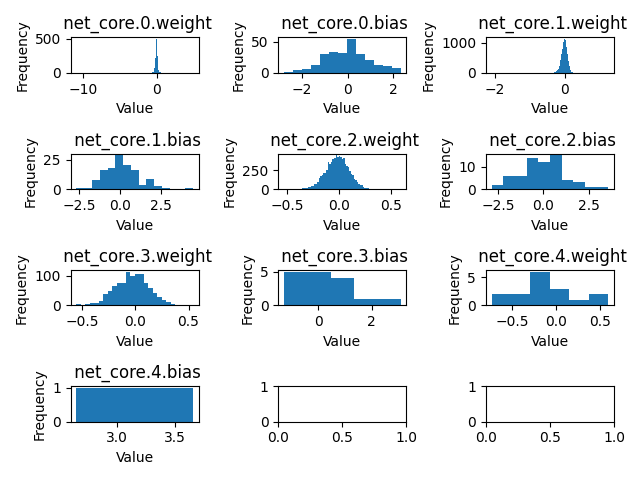 net_core.0.weight
Frequency
500
0
−10
0
Value
net_core.0.bias
Frequency
50
0
−2
0
2
Value
net_core.1.weight
Frequency
1000
0
−2
0
Value
net_core.1.bias
Frequency
25
0
−2.5
0.0
2.5
Value
net_core.2.weight
Frequency
250
0
−0.5
0.0
0.5
Value
net_core.2.bias
Frequency
10
0
−2.5
0.0
2.5
Value
net_core.3.weight
Frequency
100
0
−0.5
0.0
0.5
Value
net_core.3.bias
Frequency
5
0
0
2
Value
net_core.4.weight
Frequency
5
0
−0.5
0.0
0.5
Value
net_core.4.bias
Frequency
1
0
3.0
3.5
Value
1
0
0.0
0.5
1.0
1
0
0.0
0.5
1.0